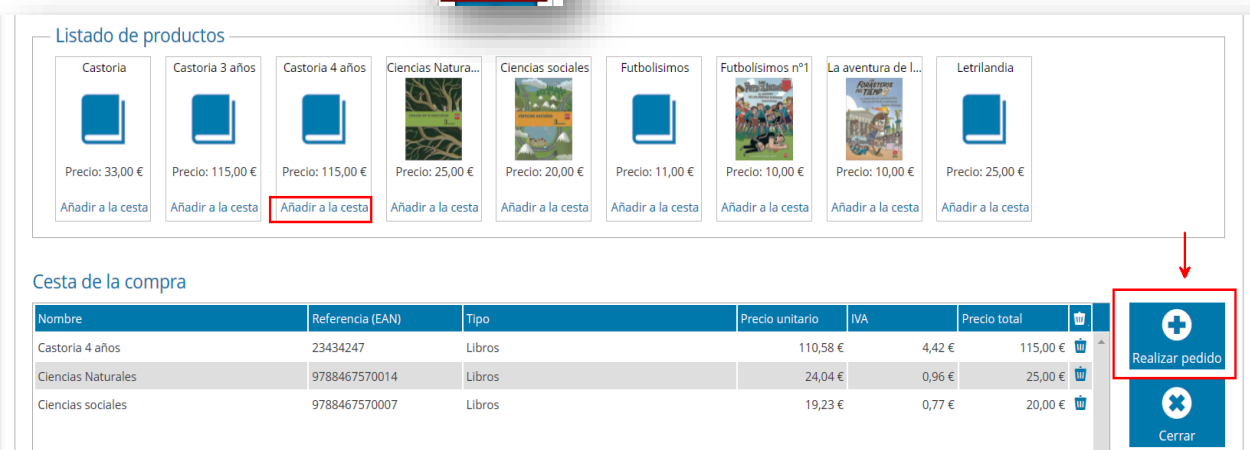 Listado de productos
Castoria
Castoria 3 años
Castoria 4 años
Ciencias Natura...
Ciencias sociales
Futbolisimos
Futbolísimos nº1
La aventura de l...
Letrilandia
Precio: 33,00 €
Precio: 115,00 €
Precio: 115,00 €
Precio: 25,00 €
Precio: 20,00 €
Precio: 11,00 €
Precio: 10,00 €
Precio: 10,00 €
Precio: 25,00 €
Añadir a la cesta
Añadir a la cesta
Añadir a la cesta
Añadir a la cesta
Añadir a la cesta
Añadir a la cesta
Añadir a la cesta
Añadir a la cesta
Añadir a la cesta
Cesta de la compra
Nombre Referencia (EAN) Tipo Precio unitario IVA Precio total
Castoria 4 años 23434247 Libros 110,58 € 4,42 € 115,00 €
Ciencias Naturales 9788467570014 Libros 24,04 € 0,96 € 25,00 €
Ciencias sociales 9788467570007 Libros 19,23 € 0,77 € 20,00 €
Realizar pedido
Cerrar